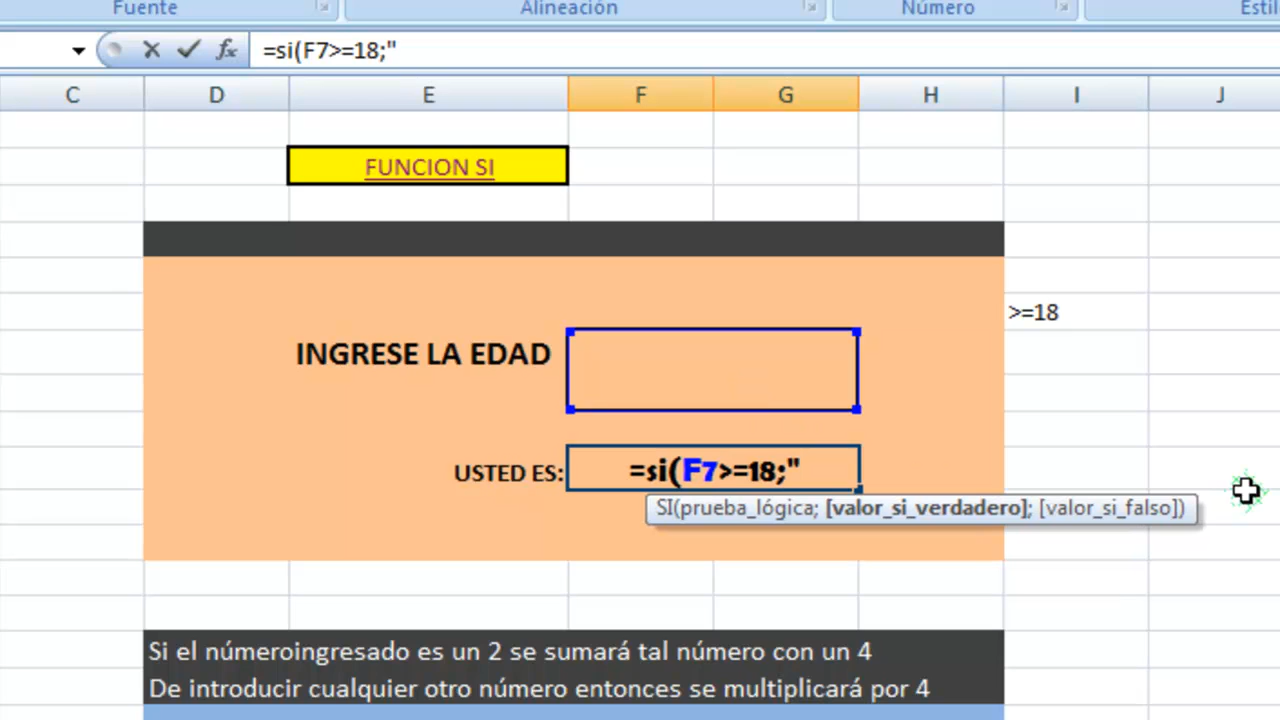 Fuente Alineación Número Estil
=si(F7>=18;"
C D E F G H I J
FUNCION SI
>=18
INGRESE LA EDAD
USTED ES: =si(F7>=18;"
SI(prueba_lógica; [valor_si_verdadero]; [valor_si_falso])
Si el númeroingresado es un 2 se sumará tal número con un 4
De introducir cualquier otro número entonces se multiplicará por 4